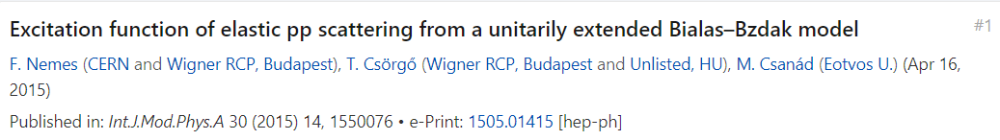 Excitation function of elastic pp scattering from a unitarily extended Bialas–Bzdak model #1
F. Nemes (CERN and Wigner RCP, Budapest), T. Csörgő (Wigner RCP, Budapest and Unlisted, HU), M. Csanád (Eotvos U.) (Apr 16,
2015)
Published in: Int.J.Mod.Phys.A 30 (2015) 14, 1550076 • e-Print: 1505.01415 [hep-ph]